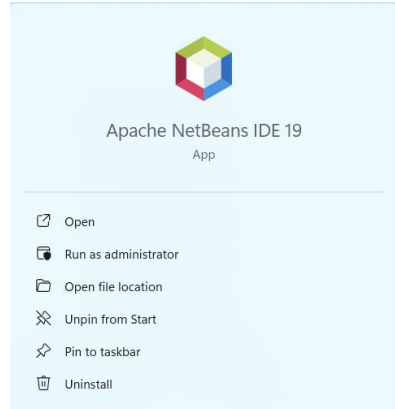 Apache NetBeans IDE 19
App
Open
Run as administrator
Open file location
Unpin from Start
Pin to taskbar
Uninstall